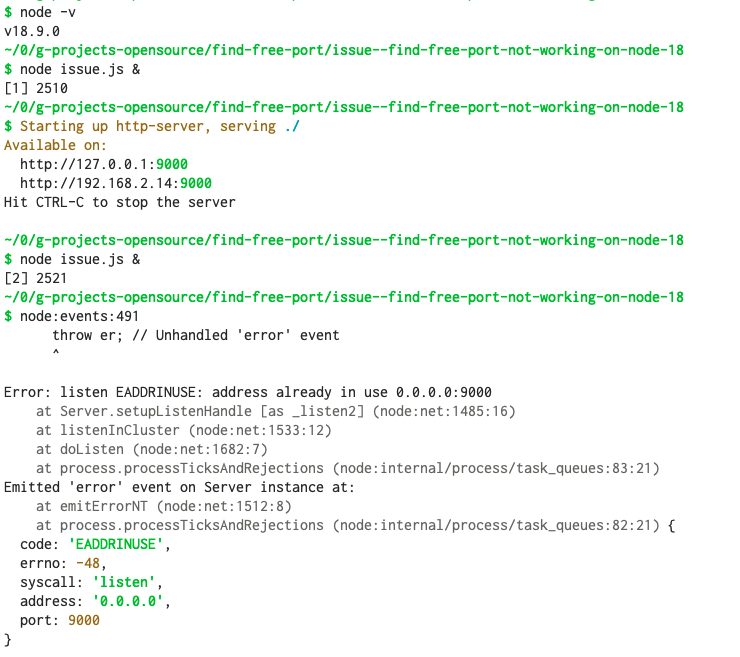 $ node -v
v18.9.0
~/0/g-projects-opensource/find-free-port/issue--find-free-port-not-working-on-node-18
$ node issue.js &
[1] 2510
~/0/g-projects-opensource/find-free-port/issue--find-free-port-not-working-on-node-18
$ Starting up http-server, serving ./
Available on:
  http://127.0.0.1:9000
  http://192.168.2.14:9000
Hit CTRL-C to stop the server

~/0/g-projects-opensource/find-free-port/issue--find-free-port-not-working-on-node-18
$ node issue.js &
[2] 2521
~/0/g-projects-opensource/find-free-port/issue--find-free-port-not-working-on-node-18
$ node:events:491
      throw er; // Unhandled 'error' event
      ^

Error: listen EADDRINUSE: address already in use 0.0.0.0:9000
    at Server.setupListenHandle [as _listen2] (node:net:1485:16)
    at listenInCluster (node:net:1533:12)
    at doListen (node:net:1682:7)
    at process.processTicksAndRejections (node:internal/process/task_queues:83:21)
Emitted 'error' event on Server instance at:
    at emitErrorNT (node:net:1512:8)
    at process.processTicksAndRejections (node:internal/process/task_queues:82:21) {
  code: 'EADDRINUSE',
  errno: -48,
  syscall: 'listen',
  address: '0.0.0.0',
  port: 9000
}